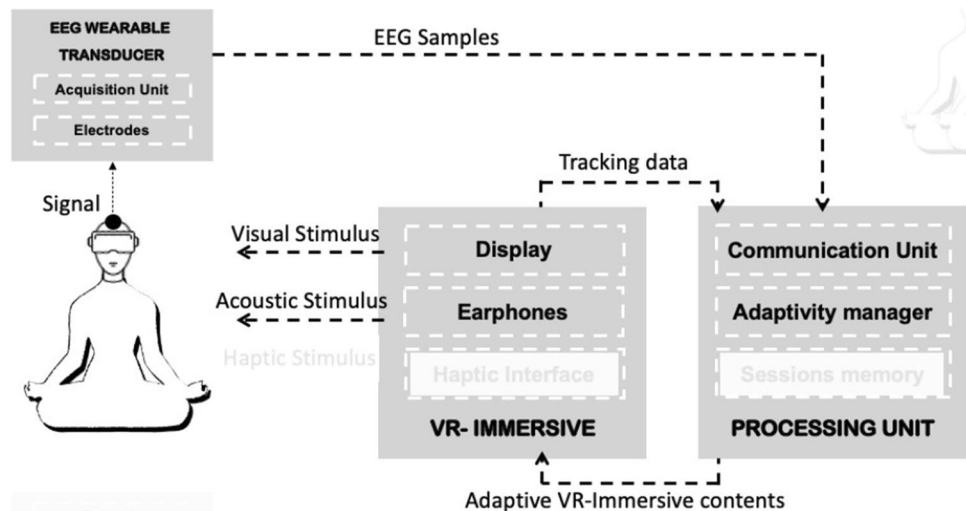 EEG WEARABLE
TRANSDUCER
Acquisition Unit
Electrodes
EEG Samples
Signal
Tracking data
Visual Stimulus
Acoustic Stimulus
Haptic Stimulus
Display
Earphones
Haptic Interface
VR- IMMERSIVE
Communication Unit
Adaptivity manager
Sessions memory
PROCESSING UNIT
Adaptive VR-Immersive contents